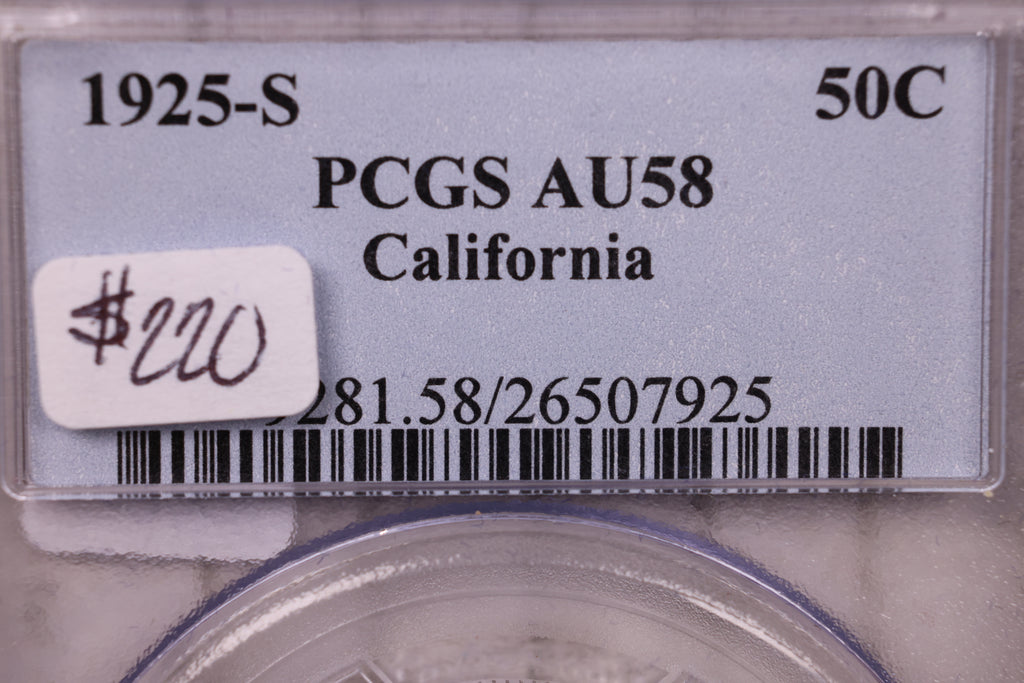 1925-S 50C
PCGS AU58
California
$220
281.58/26507925